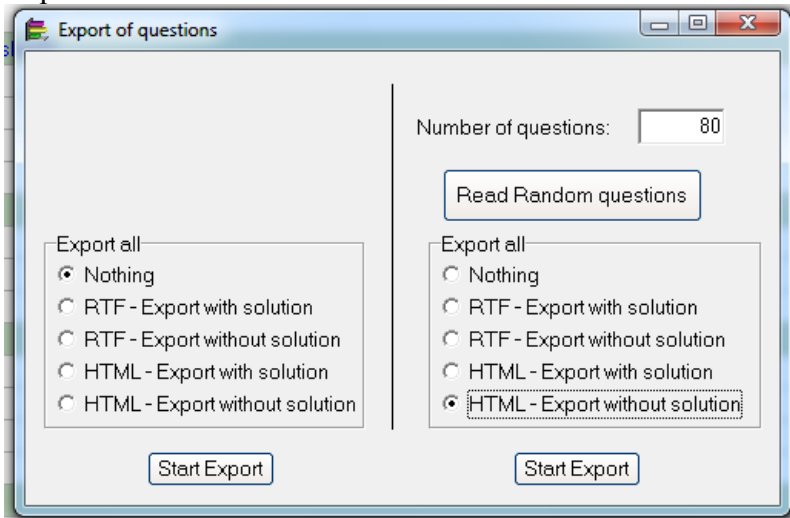 Export of questions
Number of questions: 80
Read Random questions
Export all
Nothing
RTF - Export with solution
RTF - Export without solution
HTML - Export with solution
HTML - Export without solution
Start Export
Export all
Nothing
RTF - Export with solution
RTF - Export without solution
HTML - Export with solution
HTML - Export without solution
Start Export